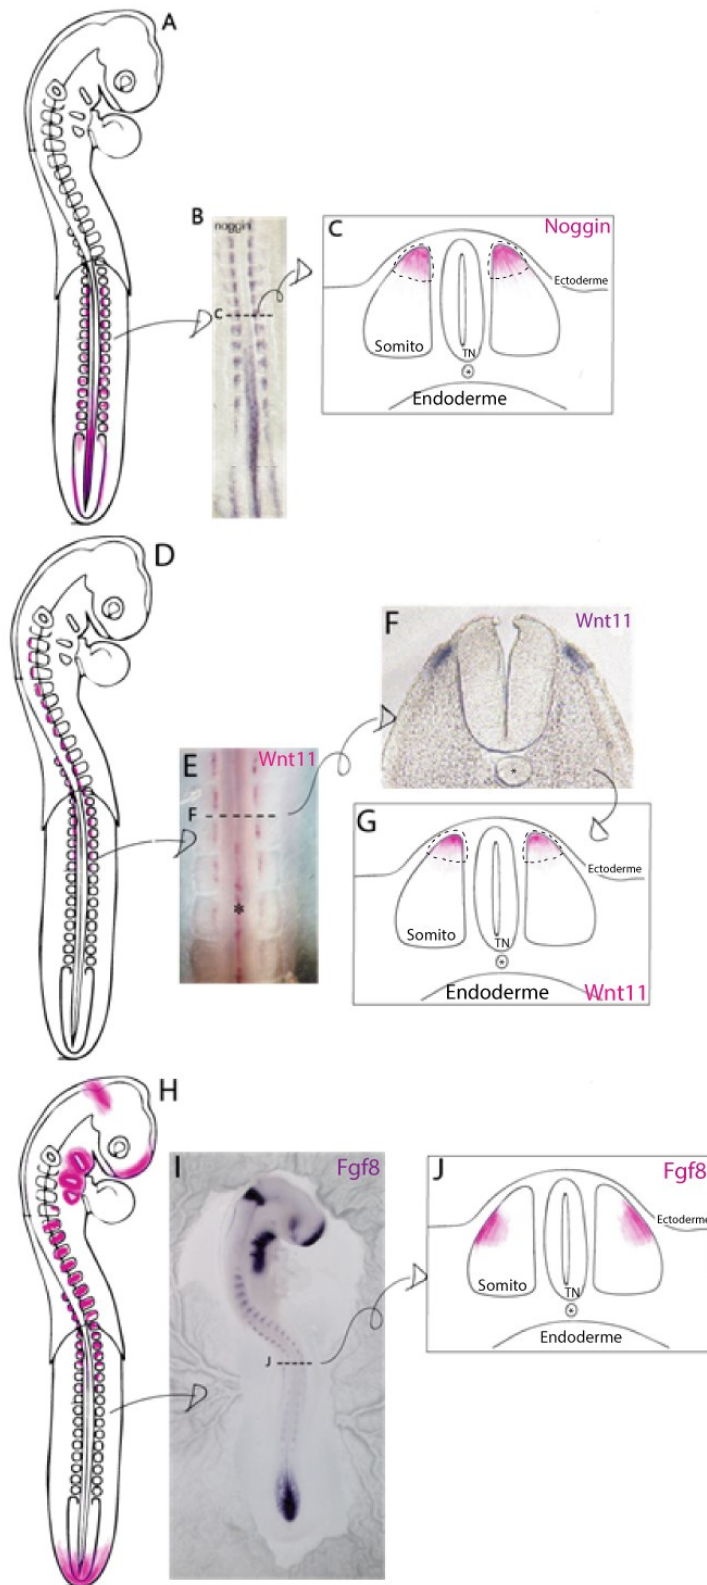 A
B
noggin
C
C
Noggin
Ectoderme
Somito
TN
*
Endoderme
D
E
Wnt11
F
*
F
Wnt11
*
G
Ectoderme
Somito
TN
*
Endoderme
Wnt11
H
I
Fgf8
J
J
Fgf8
Ectoderme
Somito
TN
*
Endoderme